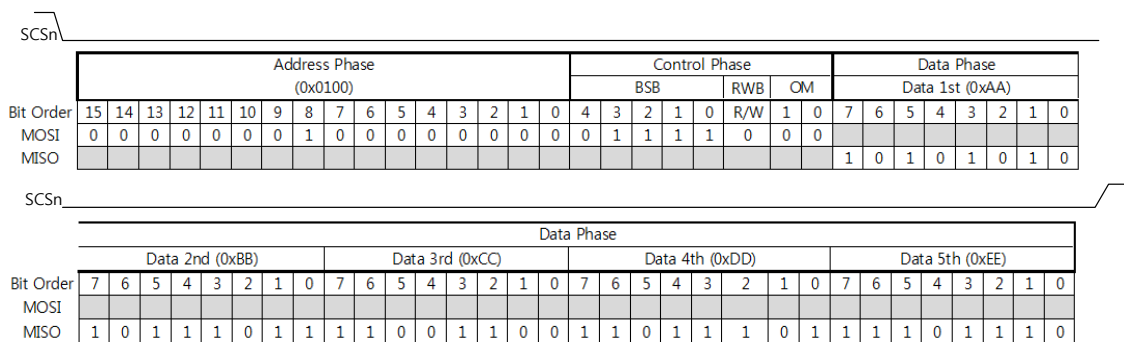 SCSn
Address Phase Control Phase Data Phase
(0x0100) BSB RWB OM Data 1st (0xAA)
Bit Order 15 14 13 12 11 10 9 8 7 6 5 4 3 2 1 0 4 3 2 1 0 R/W 1 0 7 6 5 4 3 2 1 0
MOSI 0 0 0 0 0 0 0 1 0 0 0 0 0 0 0 0 0 1 1 1 1 0 0 0
MISO 1 0 1 0 1 0 1 0
SCSn
Data Phase
Data 2nd (0xBB) Data 3rd (0xCC) Data 4th (0xDD) Data 5th (0xEE)
Bit Order 7 6 5 4 3 2 1 0 7 6 5 4 3 2 1 0 7 6 5 4 3 2 1 0 7 6 5 4 3 2 1 0
MOSI
MISO 1 0 1 1 1 0 1 1 1 1 0 0 1 1 0 0 1 1 0 1 1 1 0 1 1 1 1 0 1 1 1 0